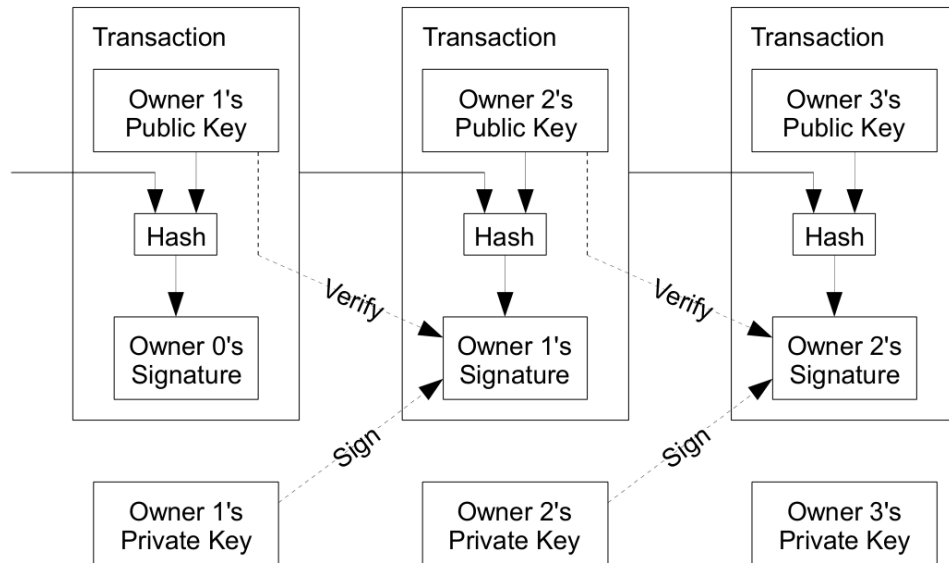 Transaction
Owner 1's
Public Key
Hash
Owner 0's
Signature
Transaction
Owner 2's
Public Key
Hash
Verify
Owner 1's
Signature
Sign
Transaction
Owner 3's
Public Key
Hash
Verify
Owner 2's
Signature
Sign
Owner 1's
Private Key
Owner 2's
Private Key
Owner 3's
Private Key